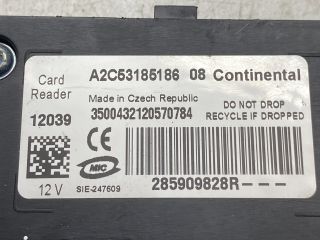 Card Reader
A2C53185186 08 Continental
12039
Made in Czech Republic
3500432120570784
DO NOT DROP
RECYCLE IF DROPPED
CE
MIC
12 V
SIE-247609
285909828R---